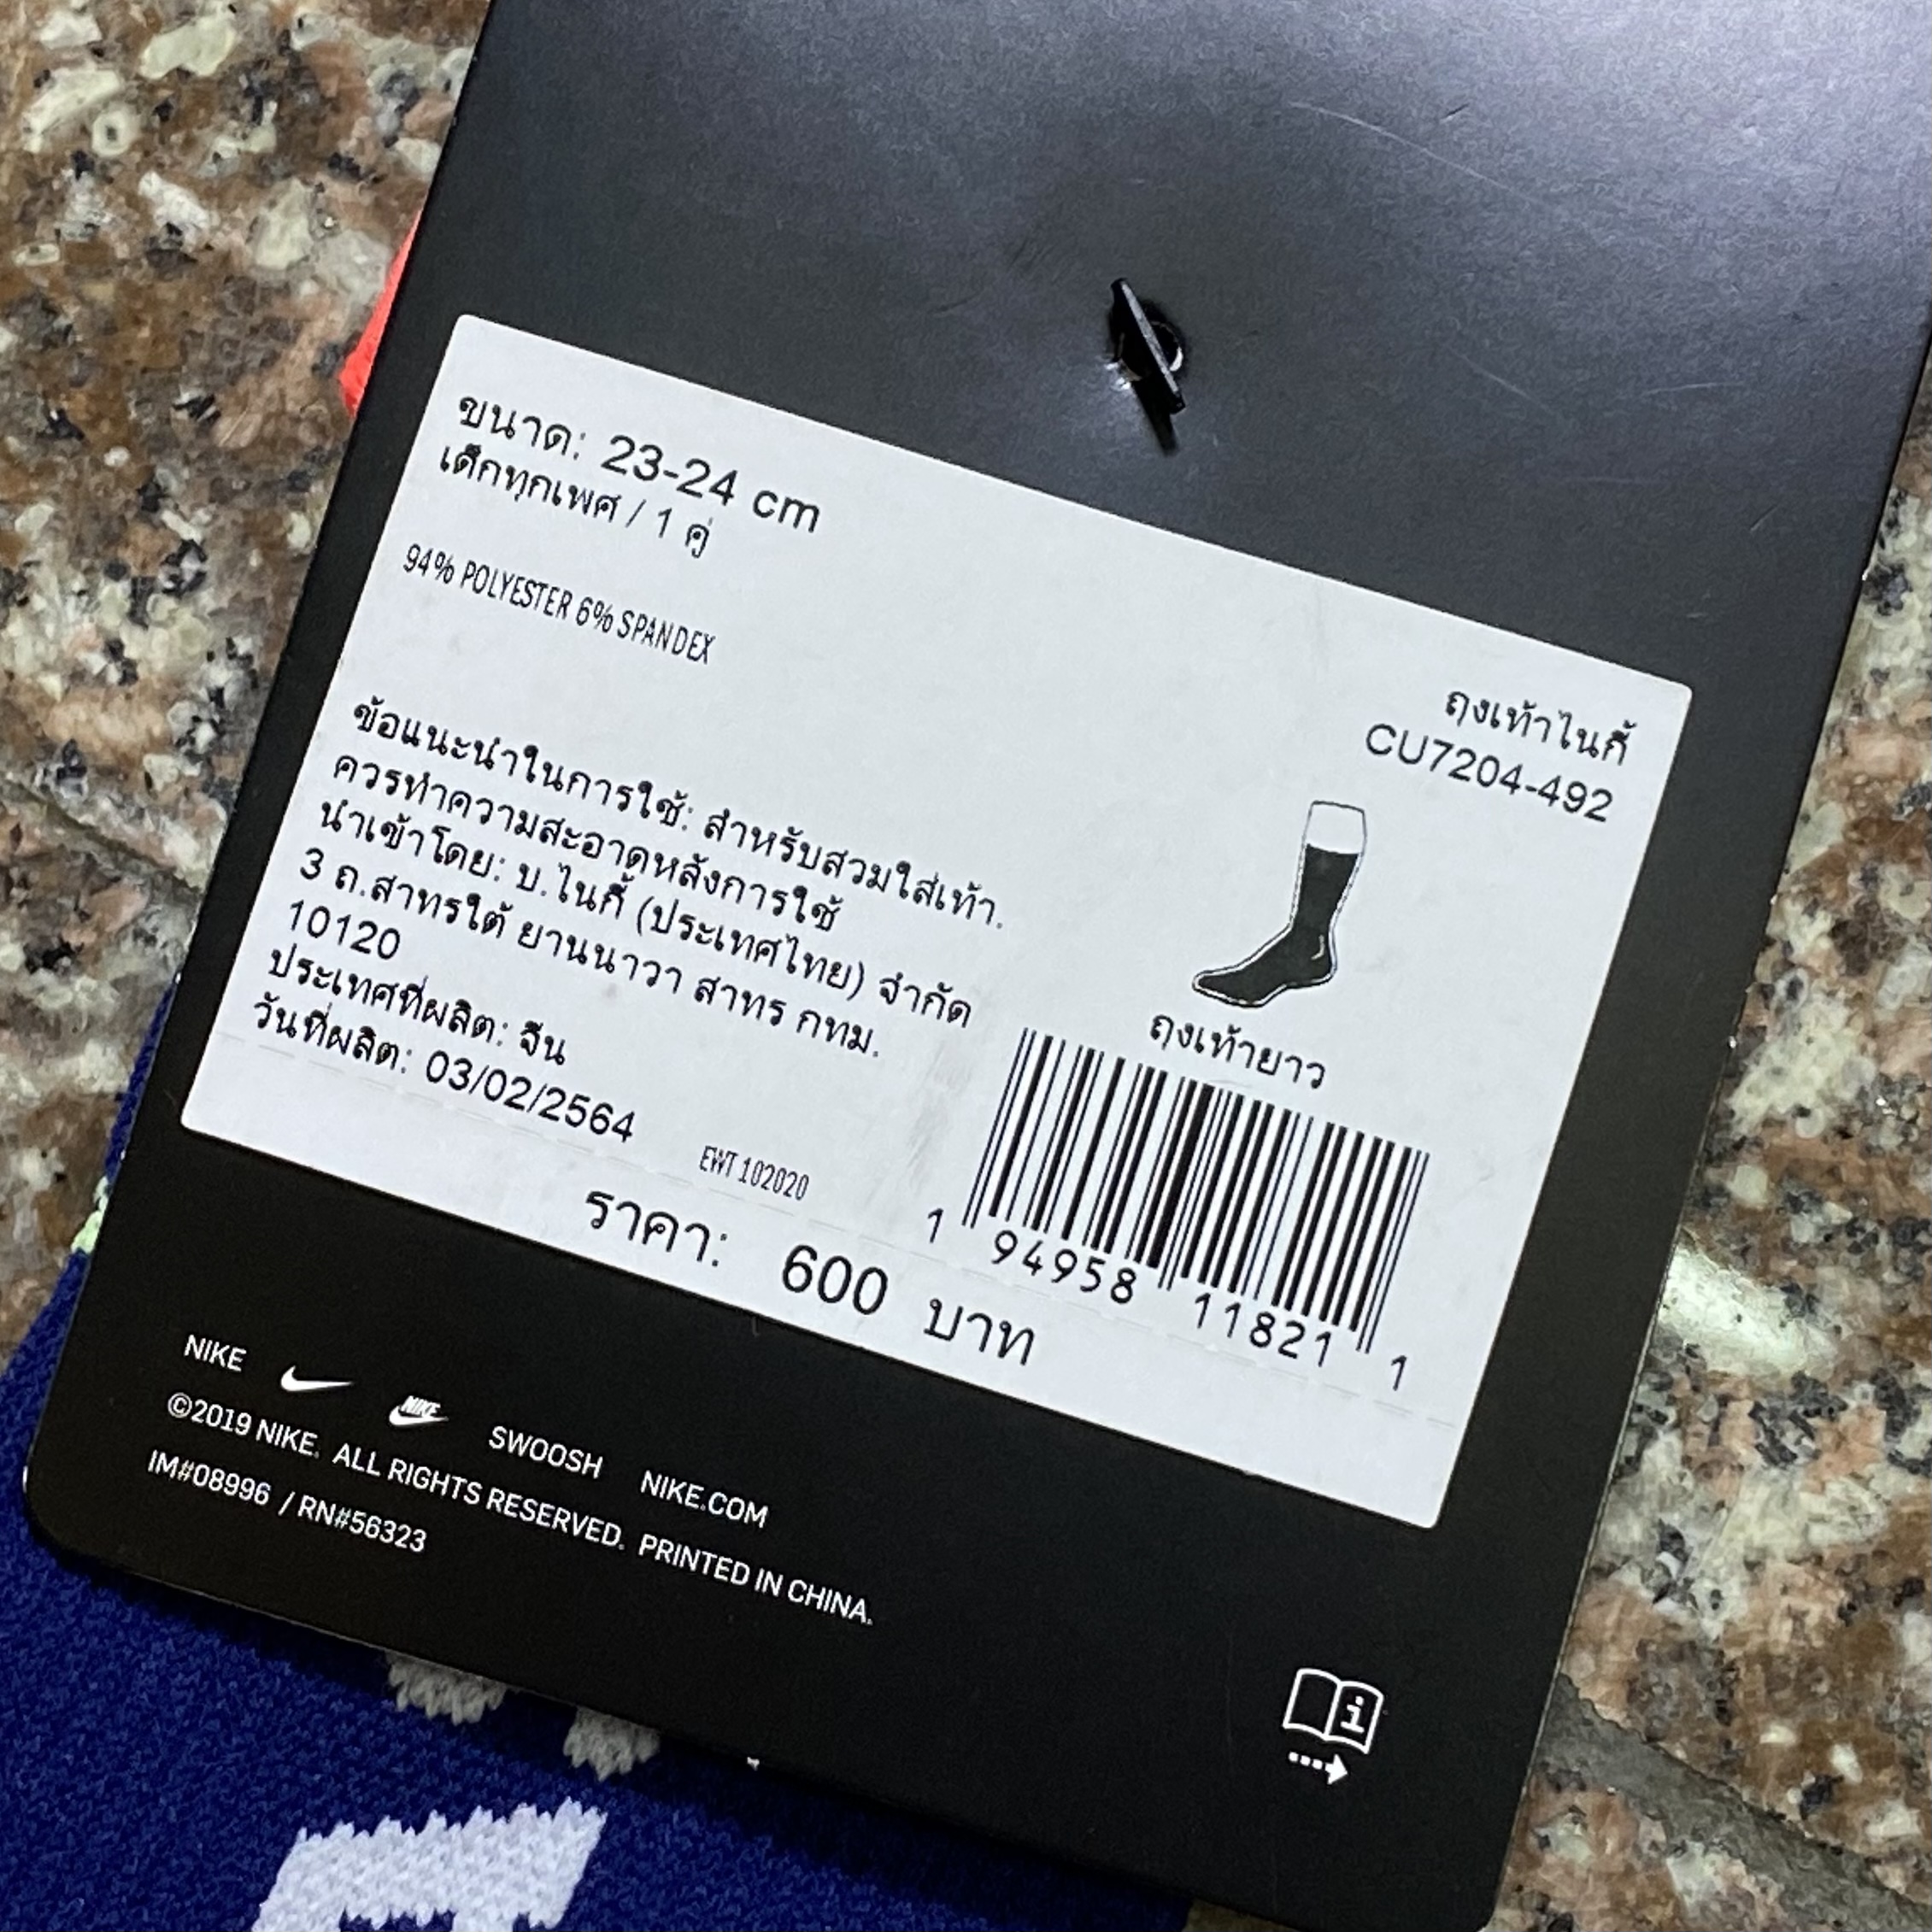 ขนาด: 23-24 cm
เด็กทุกเพศ / 1 คู่
94% POLYESTER 6% SPANDEX
ถุงเท้าไนกี้
CU7204-492
ข้อแนะนำในการใช้: สำหรับสวมใส่เท้า.
ควรทำความสะอาดหลังการใช้
นำเข้าโดย: บ.ไนกี้ (ประเทศไทย) จำกัด
3 ถ.สาทรใต้ ยานนาวา สาทร กทม.
10120
ประเทศที่ผลิต: จีน
วันที่ผลิต: 03/02/2564
ถุงเท้ายาว
EWT 102020
1 94958 11821 1
ราคา: 600 บาท
NIKE NIKE SWOOSH NIKE.COM
©2019 NIKE. ALL RIGHTS RESERVED. PRINTED IN CHINA.
IM#08996 / RN#56323
i